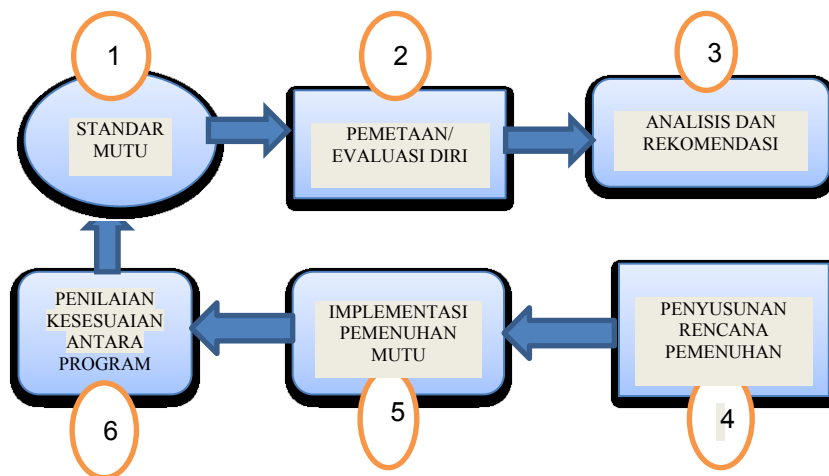 1
STANDAR
MUTU
2
PEMETAAN/
EVALUASI DIRI
3
ANALISIS DAN
REKOMENDASI
4
PENYUSUNAN
RENCANA
PEMENUHAN
5
IMPLEMENTASI
PEMENUHAN
MUTU
6
PENILAIAN
KESESUAIAN
ANTARA
PROGRAM